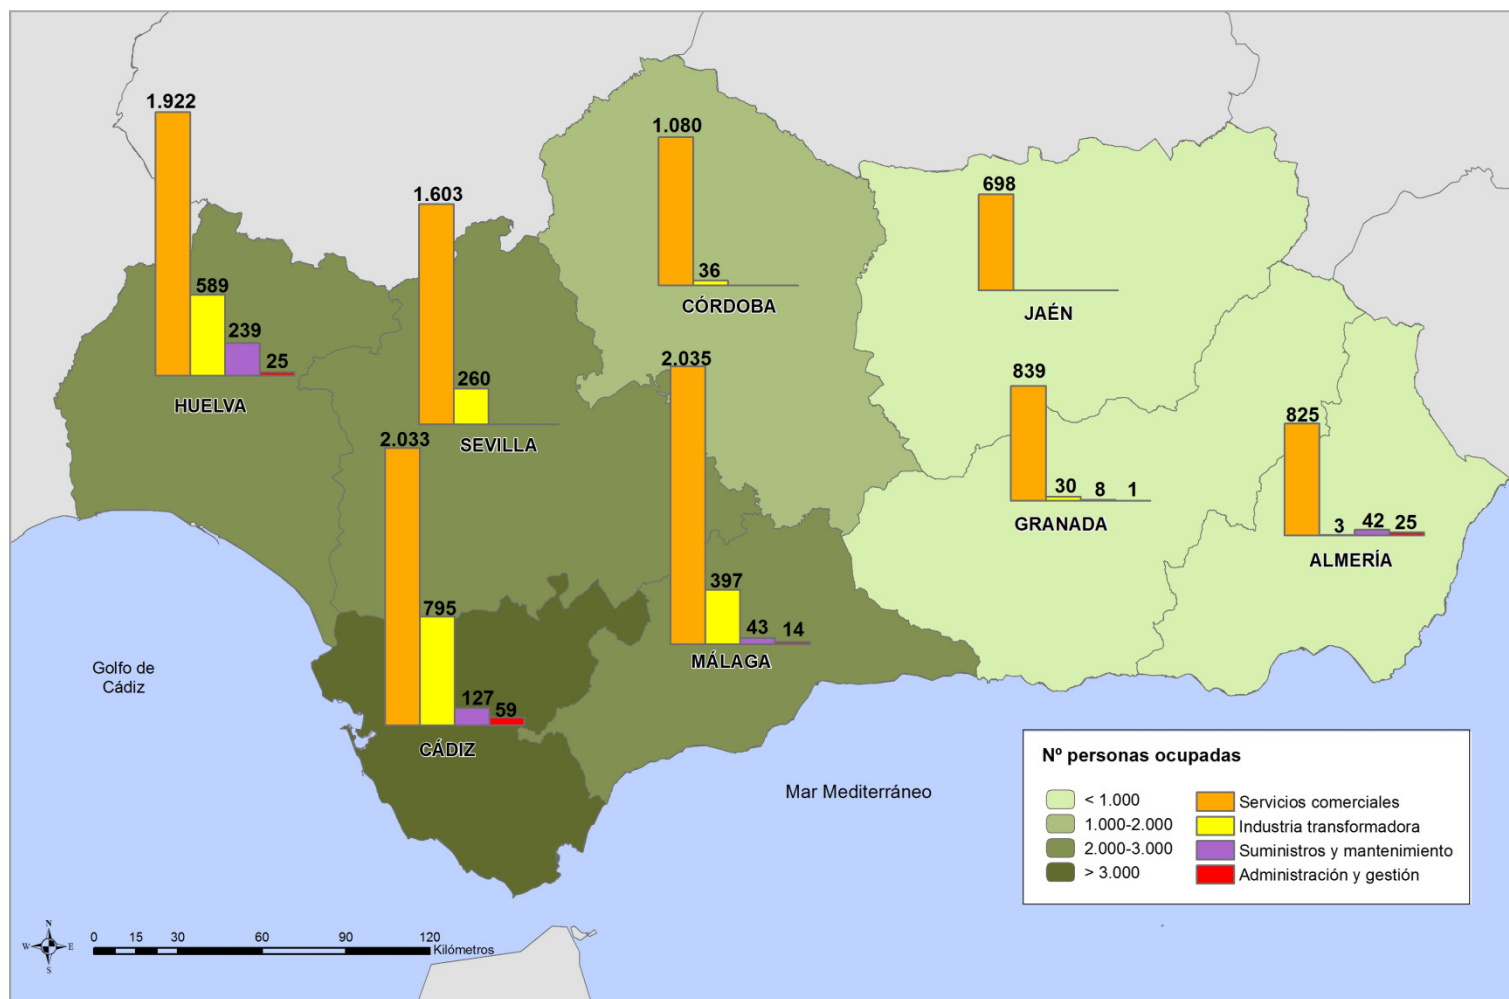 1.922
589
239
25
HUELVA
1.603
260
SEVILLA
1.080
36
CÓRDOBA
698
JAÉN
2.033
795
127
59
CÁDIZ
2.035
397
43
14
MÁLAGA
839
30
8
1
GRANADA
825
3
42
25
ALMERÍA
Golfo de
Cádiz
Mar Mediterráneo
Nº personas ocupadas
< 1.000
1.000-2.000
2.000-3.000
> 3.000
Servicios comerciales
Industria transformadora
Suministros y mantenimiento
Administración y gestión
N
W
E
S
0 15 30 60 90 120
Kilómetros